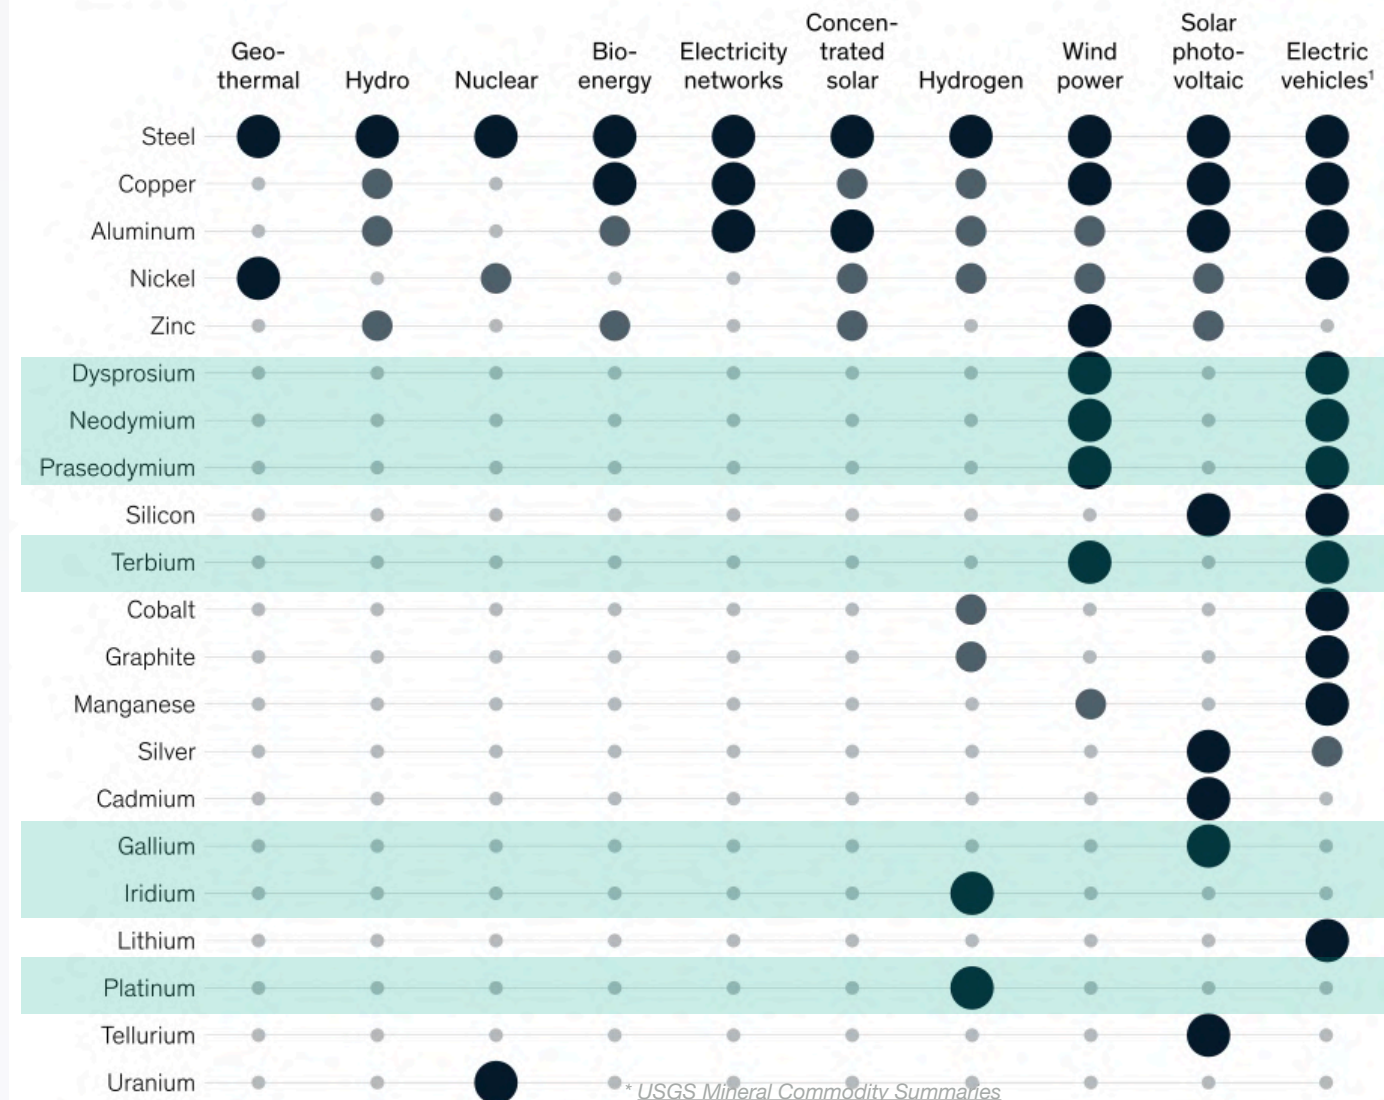 Geo-
thermal
Hydro
Nuclear
Bio-
energy
Electricity
networks
Concen-
trated
solar
Hydrogen
Wind
power
Solar
photo-
voltaic
Electric
vehicles¹
Steel
Copper
Aluminum
Nickel
Zinc
Dysprosium
Neodymium
Praseodymium
Silicon
Terbium
Cobalt
Graphite
Manganese
Silver
Cadmium
Gallium
Iridium
Lithium
Platinum
Tellurium
Uranium
* USGS Mineral Commodity Summaries